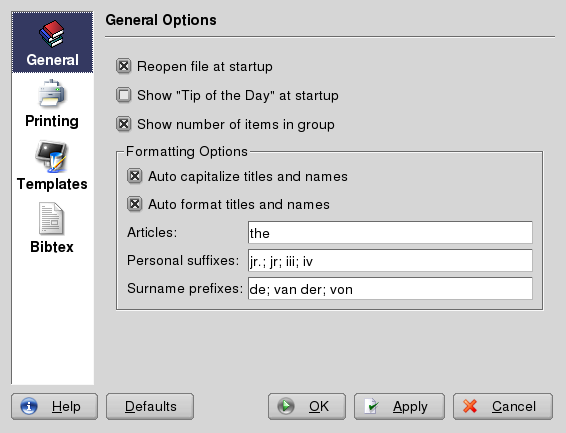 General
Printing
Templates
Bibtex
General Options
Reopen file at startup
Show "Tip of the Day" at startup
Show number of items in group
Formatting Options
Auto capitalize titles and names
Auto format titles and names
Articles: the
Personal suffixes: jr.; jr; iii; iv
Surname prefixes: de; van der; von
Help Defaults OK Apply Cancel